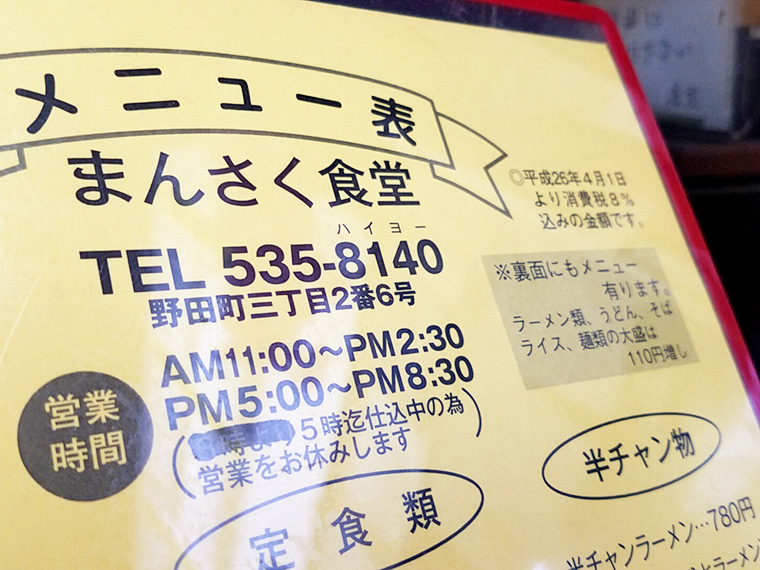 メニュー表
まんさく食堂
ハイヨー
TEL 535-8140
野田町三丁目2番6号
営業時間
AM11:00～PM2:30
PM5:00～PM8:30
５時迄仕込中の為
営業をお休みします
定食類
◎平成26年4月1日
より消費税８％
込みの金額です。
※裏面にもメニュー
有ります。
ラーメン類、うどん、そば
ライス、麺類の大盛は
110円増し
半チャン物
半チャンラーメン…780円